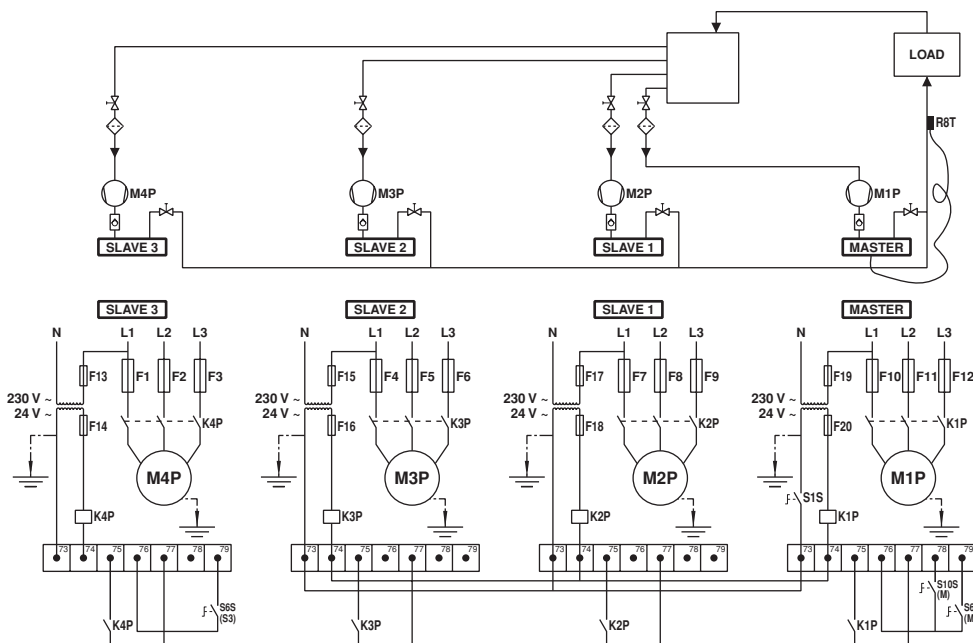 LOAD
R8T
M4P
M3P
M2P
M1P
SLAVE 3
SLAVE 2
SLAVE 1
MASTER
SLAVE 3
SLAVE 2
SLAVE 1
MASTER
N L1 L2 L3
N L1 L2 L3
N L1 L2 L3
N L1 L2 L3
F13 F1 F2 F3
F15 F4 F5 F6
F17 F7 F8 F9
F19 F10 F11 F12
230 V ~
24 V ~
F14
K4P
230 V ~
24 V ~
F16
K3P
230 V ~
24 V ~
F18
K2P
230 V ~
24 V ~
F20
K1P
M4P
M3P
M2P
M1P
S1S
K4P
K3P
K2P
K1P
73 74 75 76 77 78 79
73 74 75 76 77 78 79
73 74 75 76 77 78 79
73 74 75 76 77 78 79
K4P
S6S
(S3)
K3P
K2P
K1P
S10S
(M)
S6
(M